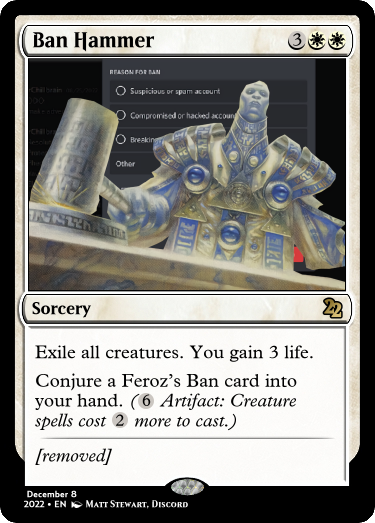 Ban Hammer 3
REASON FOR BAN
Suspicious or spam account
Compromised or hacked accou
Breakin
Other
Sorcery
Exile all creatures. You gain 3 life.
Conjure a Feroz's Ban card into
your hand. (6 Artifact: Creature
spells cost 2 more to cast.)
[removed]
December 8
2022 • EN Matt Stewart, Discord